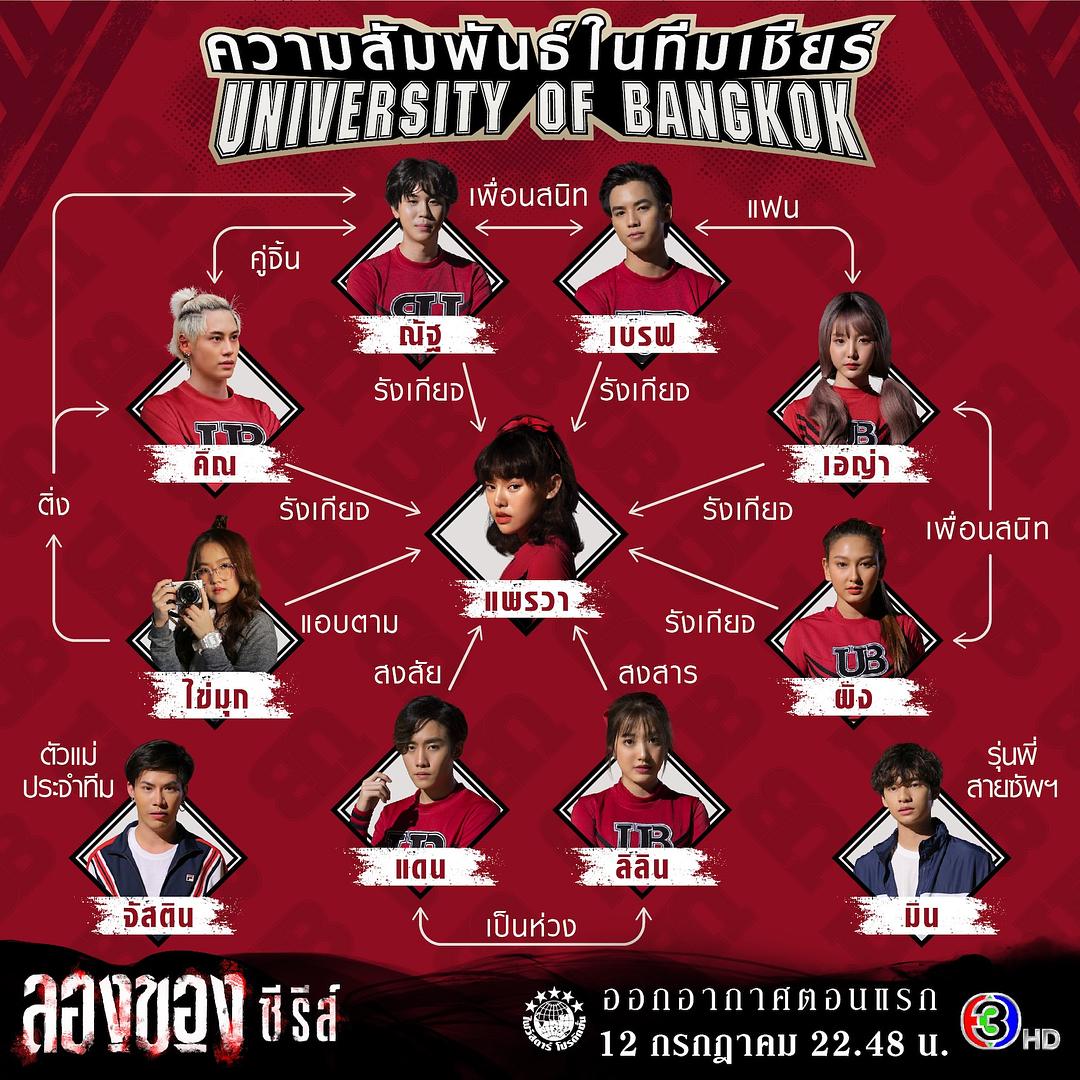 ความสัมพันธ์ในทีมเชียร์
UNIVERSITY OF BANGKOK
เพื่อนสนิท
แฟน
คู่จิ้น
ณัฐ
เบรฟ
รังเกียจ
รังเกียจ
คิณ
เอญ่า
ติ่ง
รังเกียจ
รังเกียจ
เพื่อนสนิท
UB
แพรวา
แอบตาม
รังเกียจ
UB
ไข่มุก
สงสัย
สงสาร
ผิง
ตัวแม่
ประจำทีม
รุ่นพี่
สายซัพฯ
UB
แดน
ลิลิน
จัสติน
เป็นห่วง
มิน
ลองของ ซีรีส์
ออกอากาศตอนแรก
12 กรกฎาคม 22.48 น.
3 HD